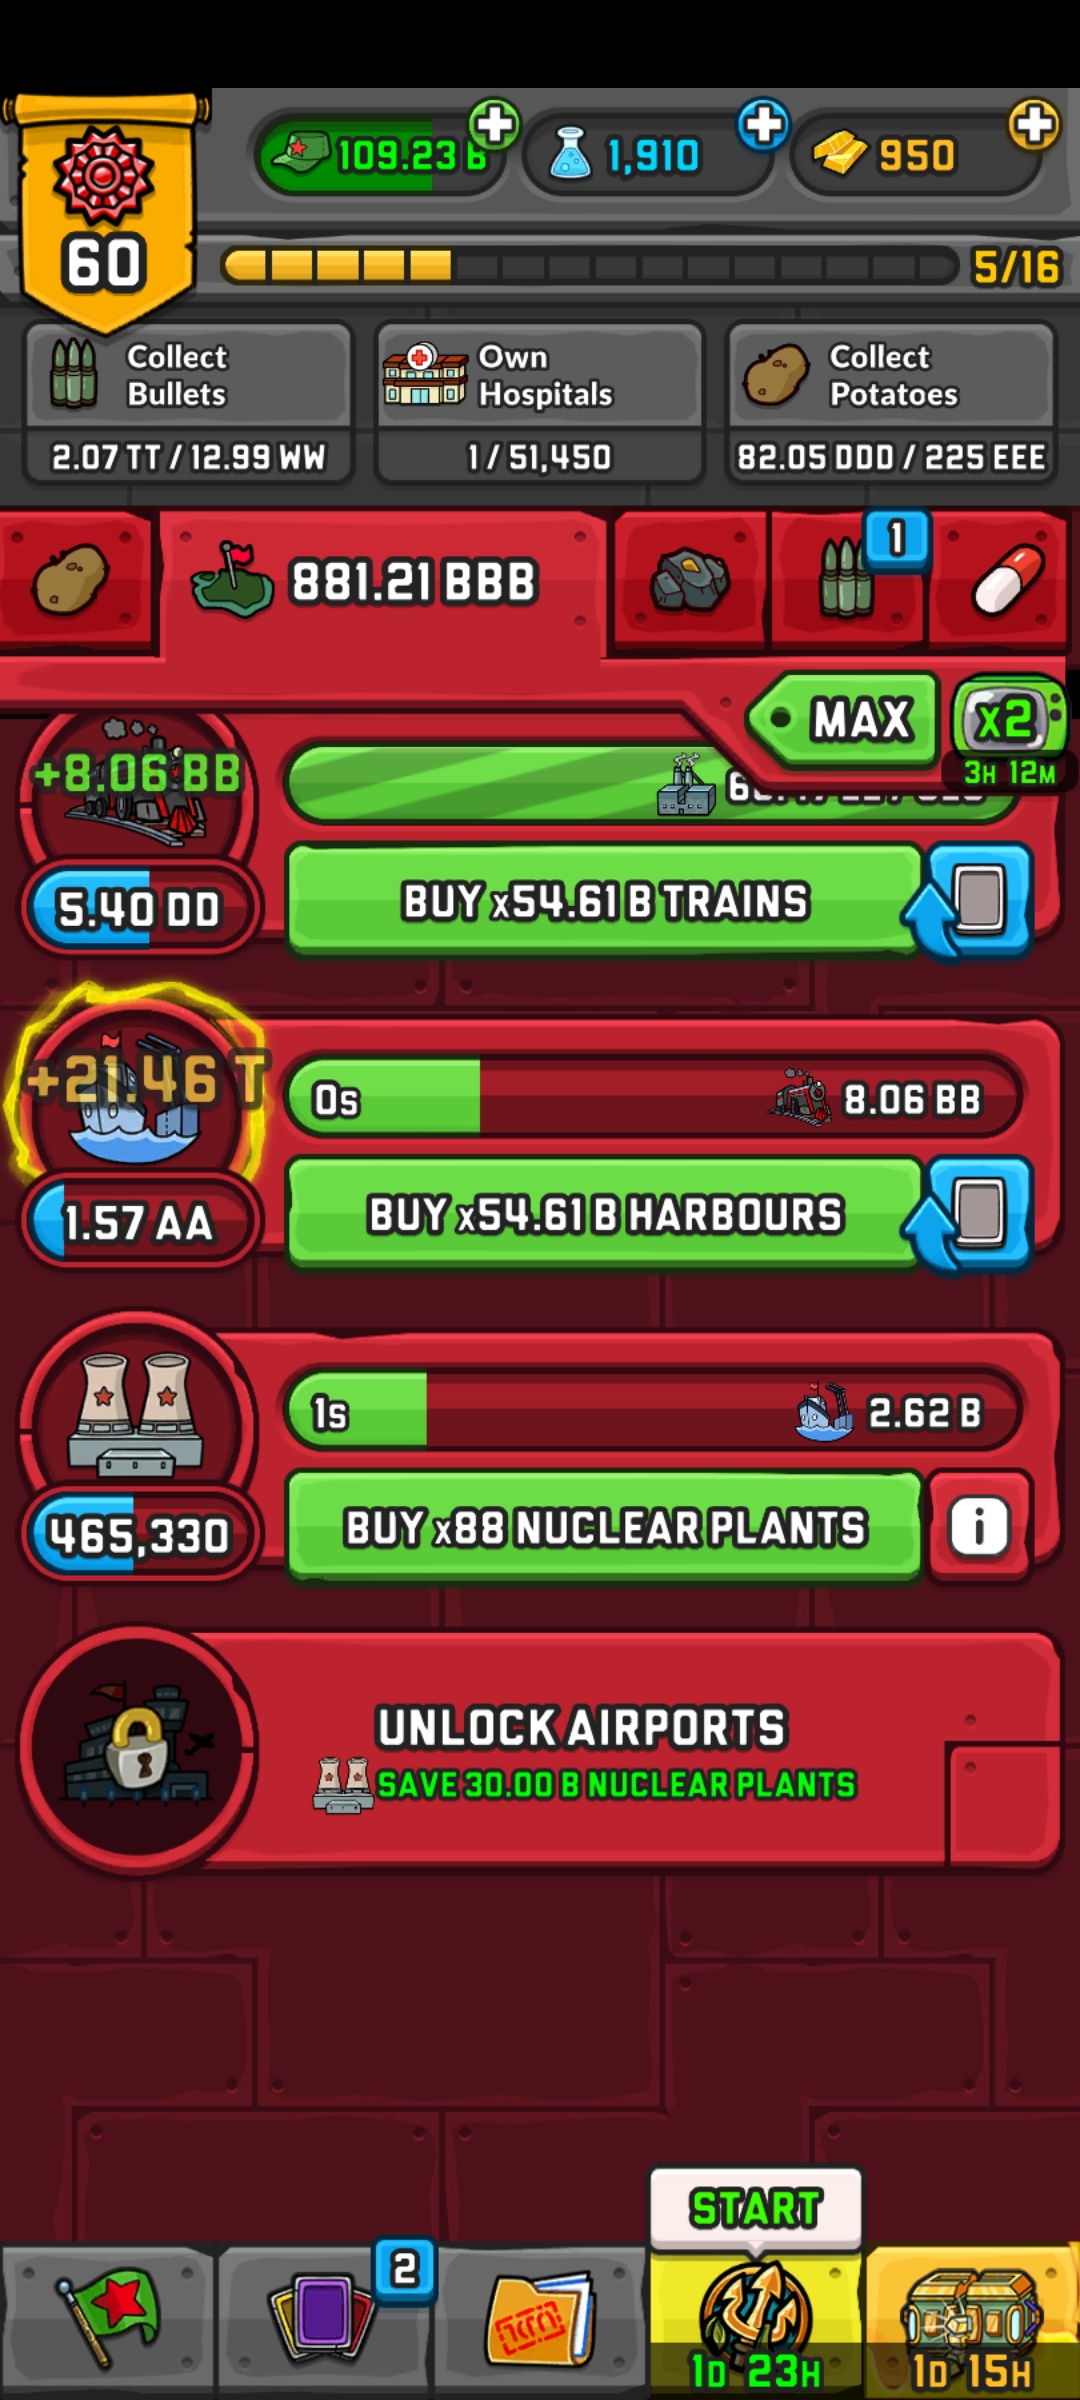 109.23 B
1,910
950
60
5/16
Collect
Bullets
Own
Hospitals
Collect
Potatoes
2.07 TT / 12.99 WW
1 / 51,450
82.05 DDD / 225 EEE
881.21 BBB
1
MAX
x2
3H 12M
+8.06 BB
5.40 DD
BUY x54.61 B TRAINS
+21.46 T
0s
8.06 BB
1.57 AA
BUY x54.61 B HARBOURS
1s
2.62 B
465,330
BUY x88 NUCLEAR PLANTS
i
UNLOCK AIRPORTS
SAVE 30.00 B NUCLEAR PLANTS
START
2
1D 23H
1D 15H